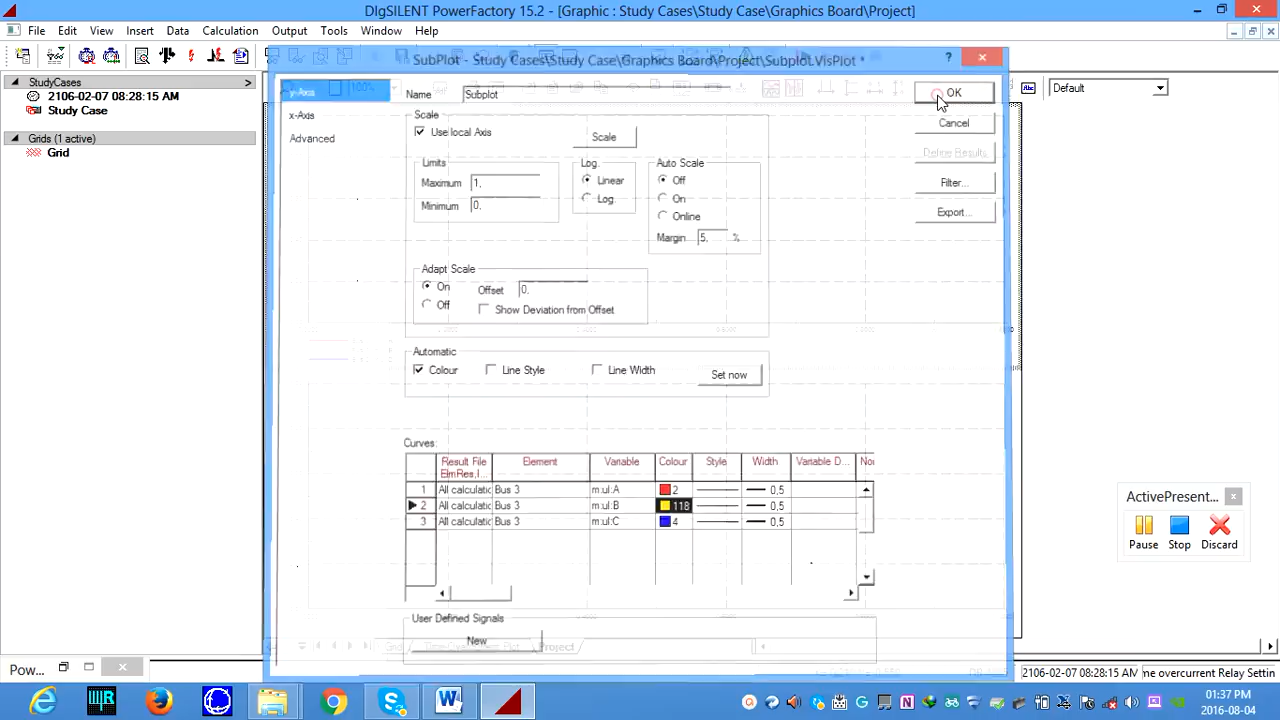 DIgSILENT PowerFactory 15.2 - [Graphic : Study Cases\Study Case\Graphics Board\Project]
File Edit View Insert Data Calculation Output Tools Window Help
SubPlot - Study Cases\Study Case\Graphics Board\Project\Subplot.VisPlot *
StudyCases
2106-02-07 08:28:15 AM
Study Case
Grids (1 active)
Grid
y-Axis
x-Axis
Advanced
100%
Default
Name Subplot
OK
Cancel
Define Results
Filter...
Export...
Scale
Use local Axis
Scale
Limits
Maximum 1,
Minimum 0,
Log.
Linear
Log.
Auto Scale
Off
On
Online
Margin 5, %
Adapt Scale
On
Off
Offset 0,
Show Deviation from Offset
Automatic
Colour
Line Style
Line Width
Set now
Curves:
Result File ElmRes,I... Element Variable Colour Style Width Variable D...
1 All calculatic Bus 3 m:ul:A 2 0,5
2 All calculatic Bus 3 m:ul:B 118 0,5
3 All calculatic Bus 3 m:ul:C 4 0,5
User Defined Signals
New
Grid
Project
ActivePresent...
Pause Stop Discard
Pow...
2106-02-07 08:28:15 AM
me overcurrent Relay Settin
01:37 PM
2016-08-04